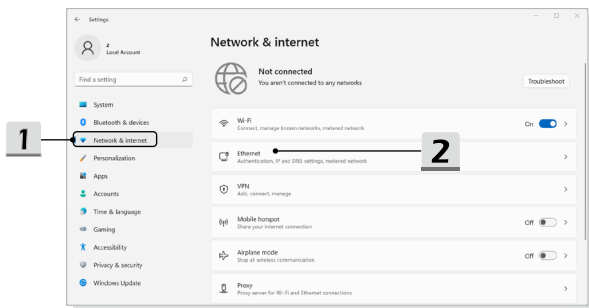 Settings
z
Local Account
Find a setting
System
Bluetooth & devices
Network & internet
Personalization
Apps
Accounts
Time & language
Gaming
Accessibility
Privacy & security
Windows Update
1
Network & internet
Not connected
You aren't connected to any networks
Troubleshoot
Wi-Fi
Connect, manage known networks, metered network
On
Ethernet
Authentication, IP and DNS settings, metered network
2
VPN
Add, connect, manage
Mobile hotspot
Share your internet connection
Off
Airplane mode
Stop all wireless communication
Off
Proxy
Proxy server for Wi-Fi and Ethernet connections